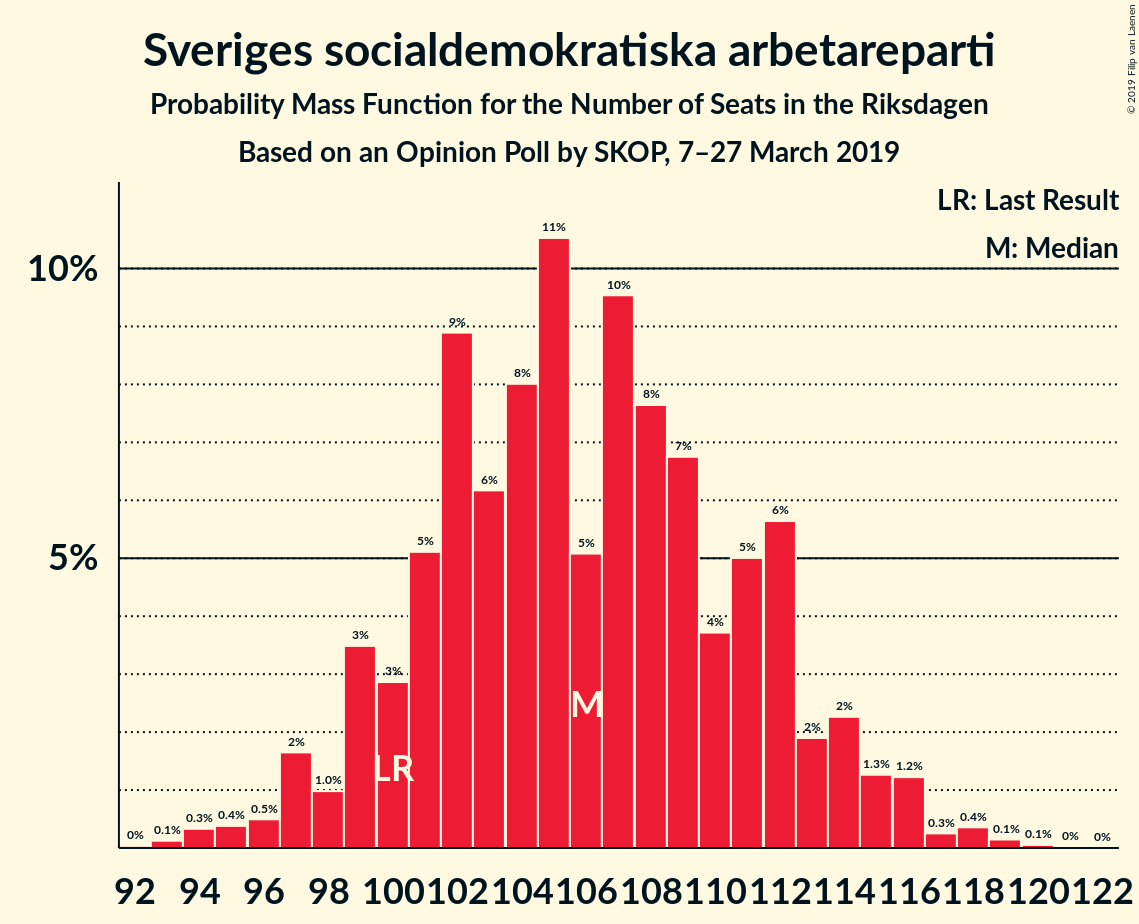 Sveriges socialdemokratiska arbetareparti
Probability Mass Function for the Number of Seats in the Riksdagen
Based on an Opinion Poll by SKOP, 7–27 March 2019
© 2019 Filip van Laenen
LR: Last Result
M: Median
10%
5%
0% 0.1% 0.3% 0.4% 0.5% 2% 1.0% 3% 3% 5% 9% 6% 8% 11% 5% 10% 8% 7% 4% 5% 6% 2% 2% 1.3% 1.2% 0.3% 0.4% 0.1% 0.1% 0% 0%
M
LR
92 94 96 98 100 102 104 106 108 110 112 114 116 118 120 122